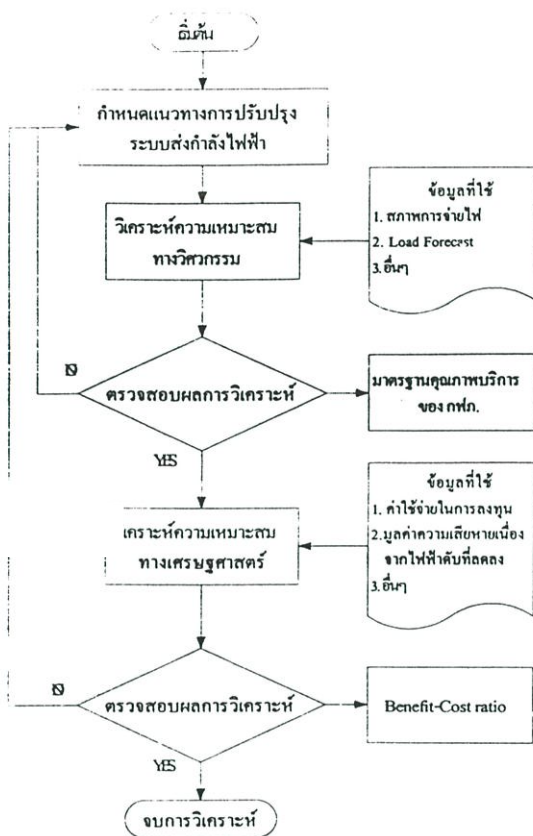 เริ่มต้น
กำหนดแนวทางการปรับปรุง
ระบบส่งกำลังไฟฟ้า
วิเคราะห์ความเหมาะสม
ทางวิศวกรรม
ข้อมูลที่ใช้
1. สภาพการจ่ายไฟ
2. Load Forecast
3.อื่นๆ
ตรวจสอบผลการวิเคราะห์
NO
YES
มาตรฐานคุณภาพบริการ
ของ กฟภ.
เคราะห์ความเหมาะสม
ทางเศรษฐศาสตร์
ข้อมูลที่ใช้
1. ค่าใช้จ่ายในการลงทุน
2.มูลค่าความเสียหายเนื่อง
จากไฟฟ้าดับที่ลดลง
3.อื่นๆ
ตรวจสอบผลการวิเคราะห์
NO
YES
Benefit-Cost ratio
จบการวิเคราะห์